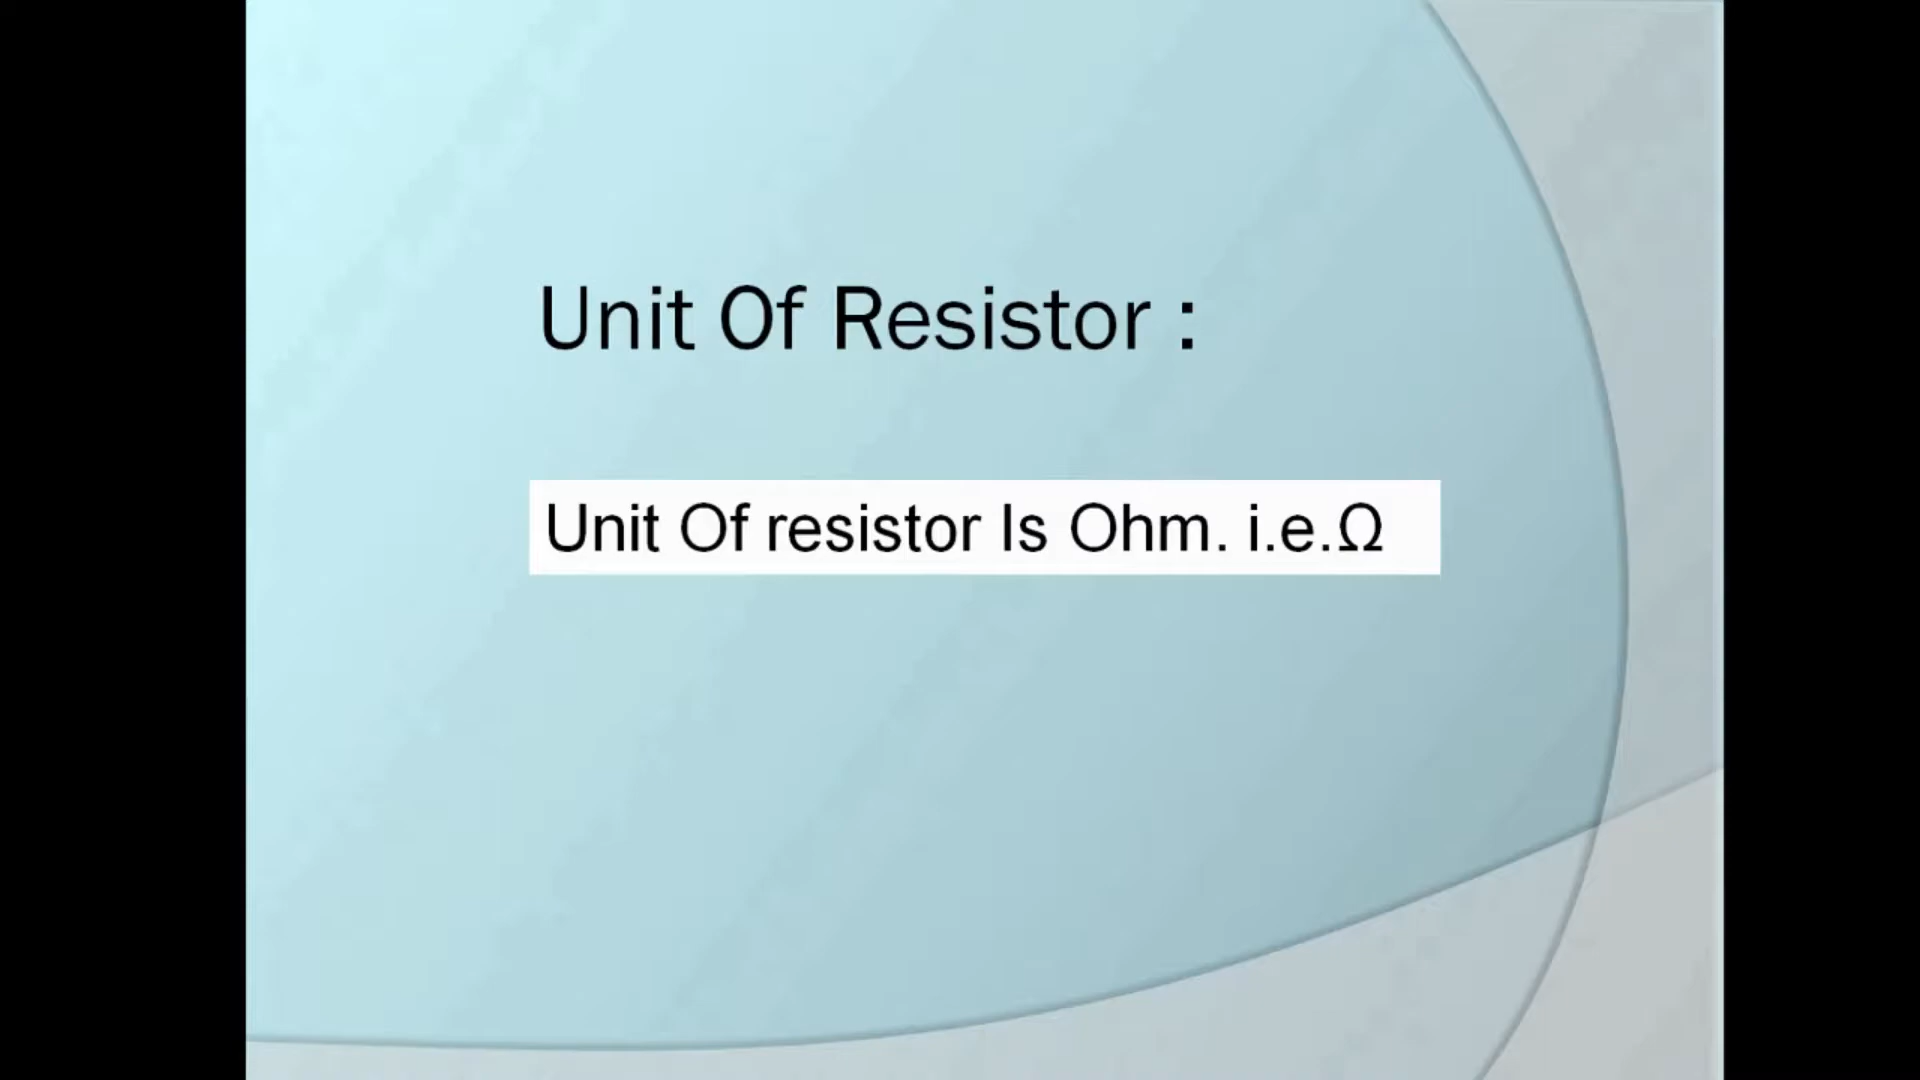 Unit Of Resistor :
Unit Of resistor Is Ohm. i.e.Ω